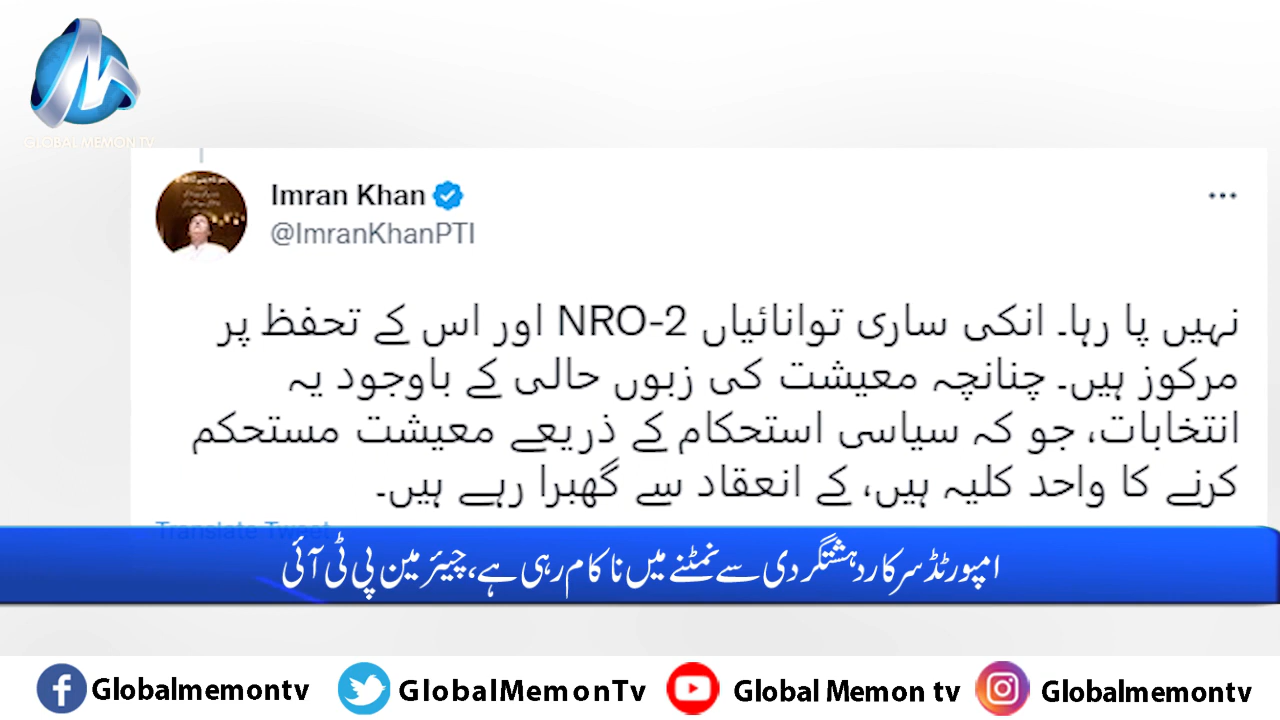 GLOBAL MEMON TV
Imran Khan
@ImranKhanPTI
نہیں پا رہا۔ انکی ساری توانائیاں NRO-2 اور اس کے تحفظ پر
مرکوز ہیں۔ چنانچہ معیشت کی زبوں حالی کے باوجود یہ
انتخابات، جو کہ سیاسی استحکام کے ذریعے معیشت مستحکم
کرنے کا واحد کلیہ ہیں، کے انعقاد سے گھبرا رہے ہیں۔
Translate Tweet
امپورٹڈ سرکار دہشتگردی سے نمٹنے میں ناکام رہی ہے، چیئرمین پی ٹی آئی
Globalmemontv
GlobalMemonTv
Global Memon tv
Globalmemontv